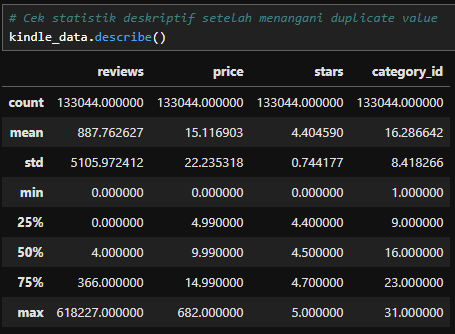 # Cek statistik deskriptif setelah menangani duplicate value
kindle_data.describe()
reviews price stars category_id
count 133044.000000 133044.000000 133044.000000 133044.000000
mean 887.762627 15.116903 4.404590 16.286642
std 5105.972412 22.235318 0.744177 8.418266
min 0.000000 0.000000 0.000000 1.000000
25% 0.000000 4.990000 4.400000 9.000000
50% 4.000000 9.990000 4.500000 16.000000
75% 366.000000 14.990000 4.700000 23.000000
max 618227.000000 682.000000 5.000000 31.000000